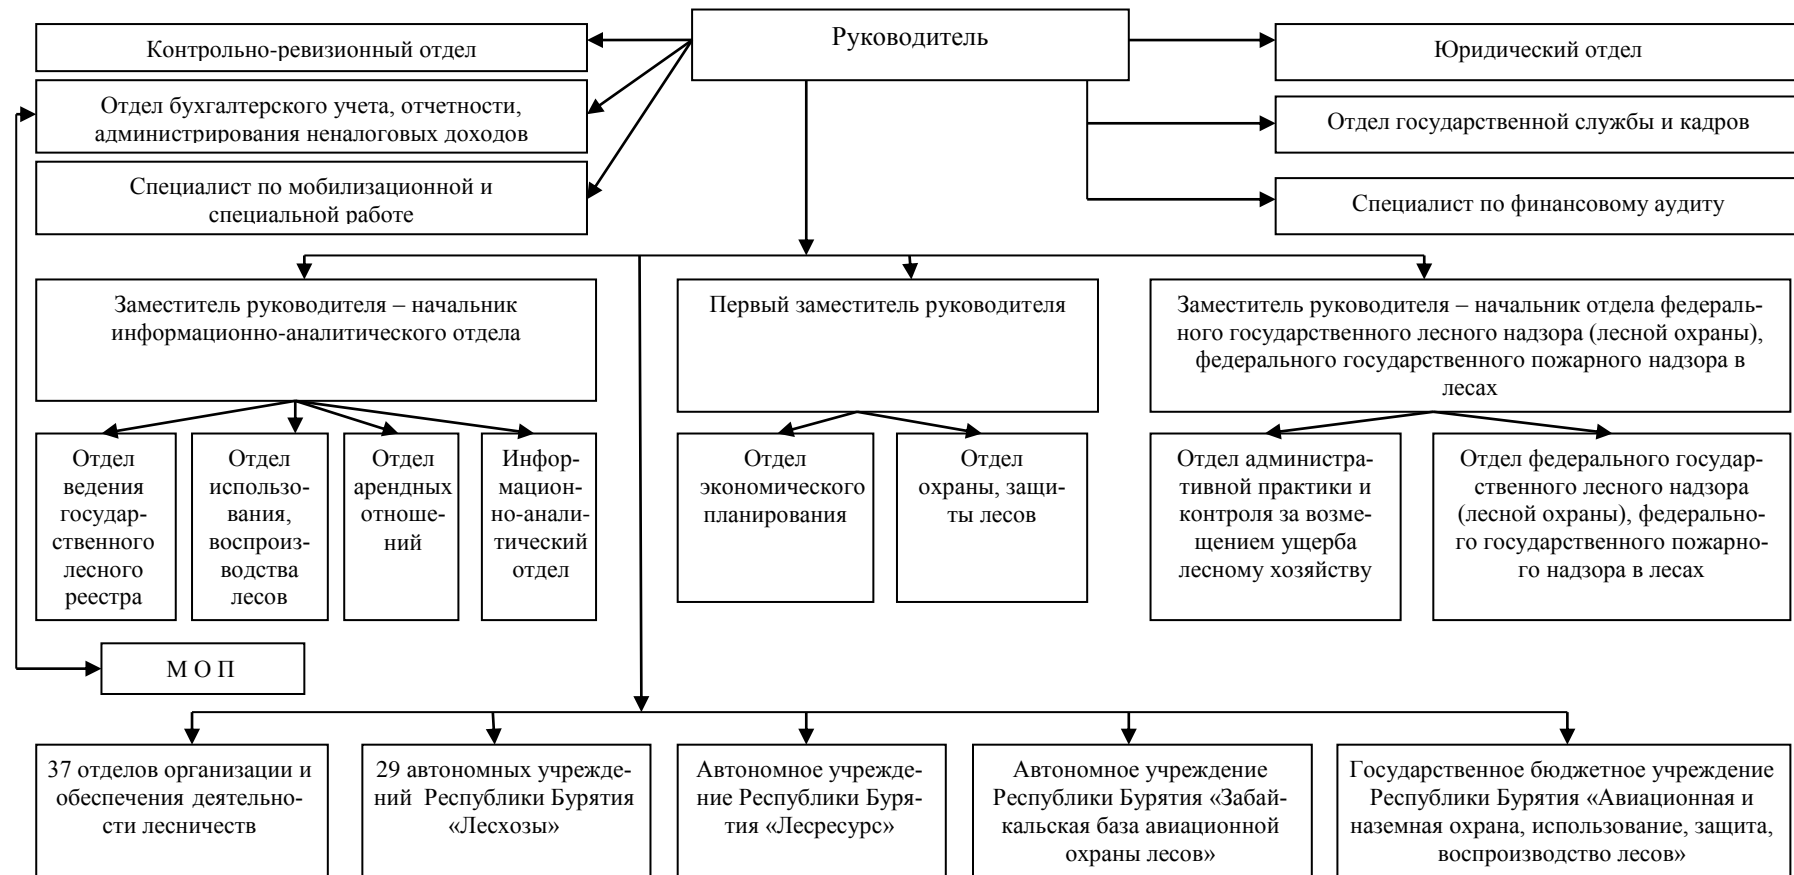 Руководитель
Контрольно-ревизионный отдел
Юридический отдел
Отдел бухгалтерского учета, отчетности,
администрирования неналоговых доходов
Отдел государственной службы и кадров
Специалист по мобилизационной и
специальной работе
Специалист по финансовому аудиту
Заместитель руководителя – начальник
информационно-аналитического отдела
Первый заместитель руководителя
Заместитель руководителя – начальник отдела федераль-
ного государственного лесного надзора (лесной охраны),
федерального государственного пожарного надзора в
лесах
Отдел
ведения
государ-
ственного
лесного
реестра
Отдел
использо-
вания,
воспроиз-
водства
лесов
Отдел
арендных
отноше-
ний
Инфор-
мацион-
но-анали-
тический
отдел
Отдел
экономического
планирования
Отдел
охраны, защи-
ты лесов
Отдел администра-
тивной практики и
контроля за возме-
щением ущерба
лесному хозяйству
Отдел федерального государ-
ственного лесного надзора
(лесной охраны), федерально-
го государственного пожарно-
го надзора в лесах
М О П
37 отделов организации и
обеспечения деятельно-
сти лесничеств
29 автономных учрежде-
ний Республики Бурятия
«Лесхозы»
Автономное учрежде-
ние Республики Буря-
тия «Лесресурс»
Автономное учреждение
Республики Бурятия «Забай-
кальская база авиационной
охраны лесов»
Государственное бюджетное учреждение
Республики Бурятия «Авиационная и
наземная охрана, использование, защита,
воспроизводство лесов»